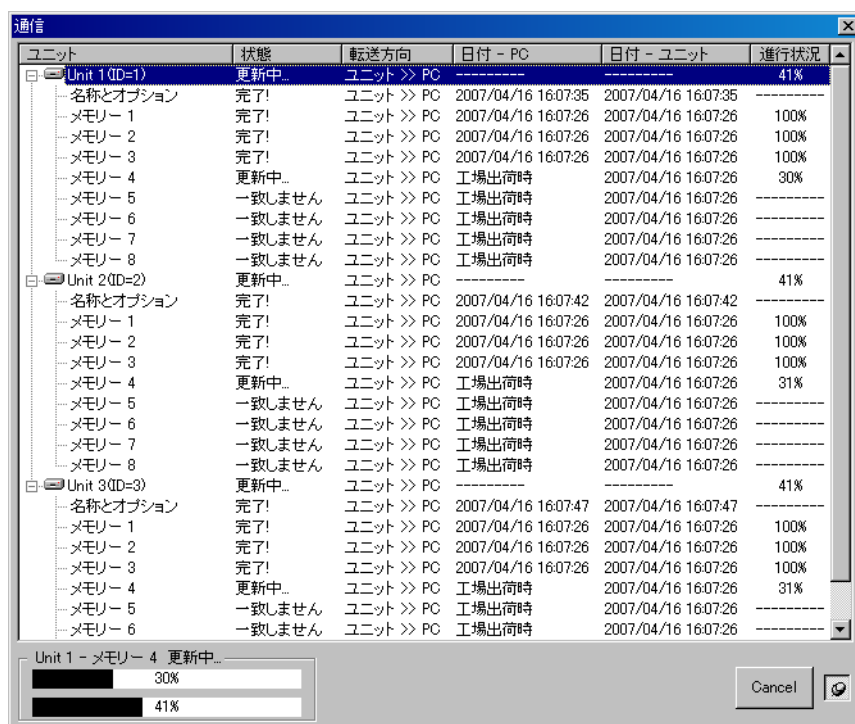 通信
ユニット 状態 転送方向 日付 - PC 日付 - ユニット 進行状況
Unit 1(ID=1) 更新中... ユニット >> PC --------- --------- 41%
名称とオプション 完了! ユニット >> PC 2007/04/16 16:07:35 2007/04/16 16:07:35 ---------
メモリー 1 完了! ユニット >> PC 2007/04/16 16:07:26 2007/04/16 16:07:26 100%
メモリー 2 完了! ユニット >> PC 2007/04/16 16:07:26 2007/04/16 16:07:26 100%
メモリー 3 完了! ユニット >> PC 2007/04/16 16:07:26 2007/04/16 16:07:26 100%
メモリー 4 更新中... ユニット >> PC 工場出荷時 2007/04/16 16:07:26 30%
メモリー 5 一致しません ユニット >> PC 工場出荷時 2007/04/16 16:07:26 ---------
メモリー 6 一致しません ユニット >> PC 工場出荷時 2007/04/16 16:07:26 ---------
メモリー 7 一致しません ユニット >> PC 工場出荷時 2007/04/16 16:07:26 ---------
メモリー 8 一致しません ユニット >> PC 工場出荷時 2007/04/16 16:07:26 ---------
Unit 2(ID=2) 更新中... ユニット >> PC --------- --------- 41%
名称とオプション 完了! ユニット >> PC 2007/04/16 16:07:42 2007/04/16 16:07:42 ---------
メモリー 1 完了! ユニット >> PC 2007/04/16 16:07:26 2007/04/16 16:07:26 100%
メモリー 2 完了! ユニット >> PC 2007/04/16 16:07:26 2007/04/16 16:07:26 100%
メモリー 3 完了! ユニット >> PC 2007/04/16 16:07:26 2007/04/16 16:07:26 100%
メモリー 4 更新中... ユニット >> PC 工場出荷時 2007/04/16 16:07:26 31%
メモリー 5 一致しません ユニット >> PC 工場出荷時 2007/04/16 16:07:26 ---------
メモリー 6 一致しません ユニット >> PC 工場出荷時 2007/04/16 16:07:26 ---------
メモリー 7 一致しません ユニット >> PC 工場出荷時 2007/04/16 16:07:26 ---------
メモリー 8 一致しません ユニット >> PC 工場出荷時 2007/04/16 16:07:26 ---------
Unit 3(ID=3) 更新中... ユニット >> PC --------- --------- 41%
名称とオプション 完了! ユニット >> PC 2007/04/16 16:07:47 2007/04/16 16:07:47 ---------
メモリー 1 完了! ユニット >> PC 2007/04/16 16:07:26 2007/04/16 16:07:26 100%
メモリー 2 完了! ユニット >> PC 2007/04/16 16:07:26 2007/04/16 16:07:26 100%
メモリー 3 完了! ユニット >> PC 2007/04/16 16:07:26 2007/04/16 16:07:26 100%
メモリー 4 更新中... ユニット >> PC 工場出荷時 2007/04/16 16:07:26 31%
メモリー 5 一致しません ユニット >> PC 工場出荷時 2007/04/16 16:07:26 ---------
メモリー 6 一致しません ユニット >> PC 工場出荷時 2007/04/16 16:07:26 ---------
Unit 1 - メモリー 4 更新中...
30%
41%
Cancel